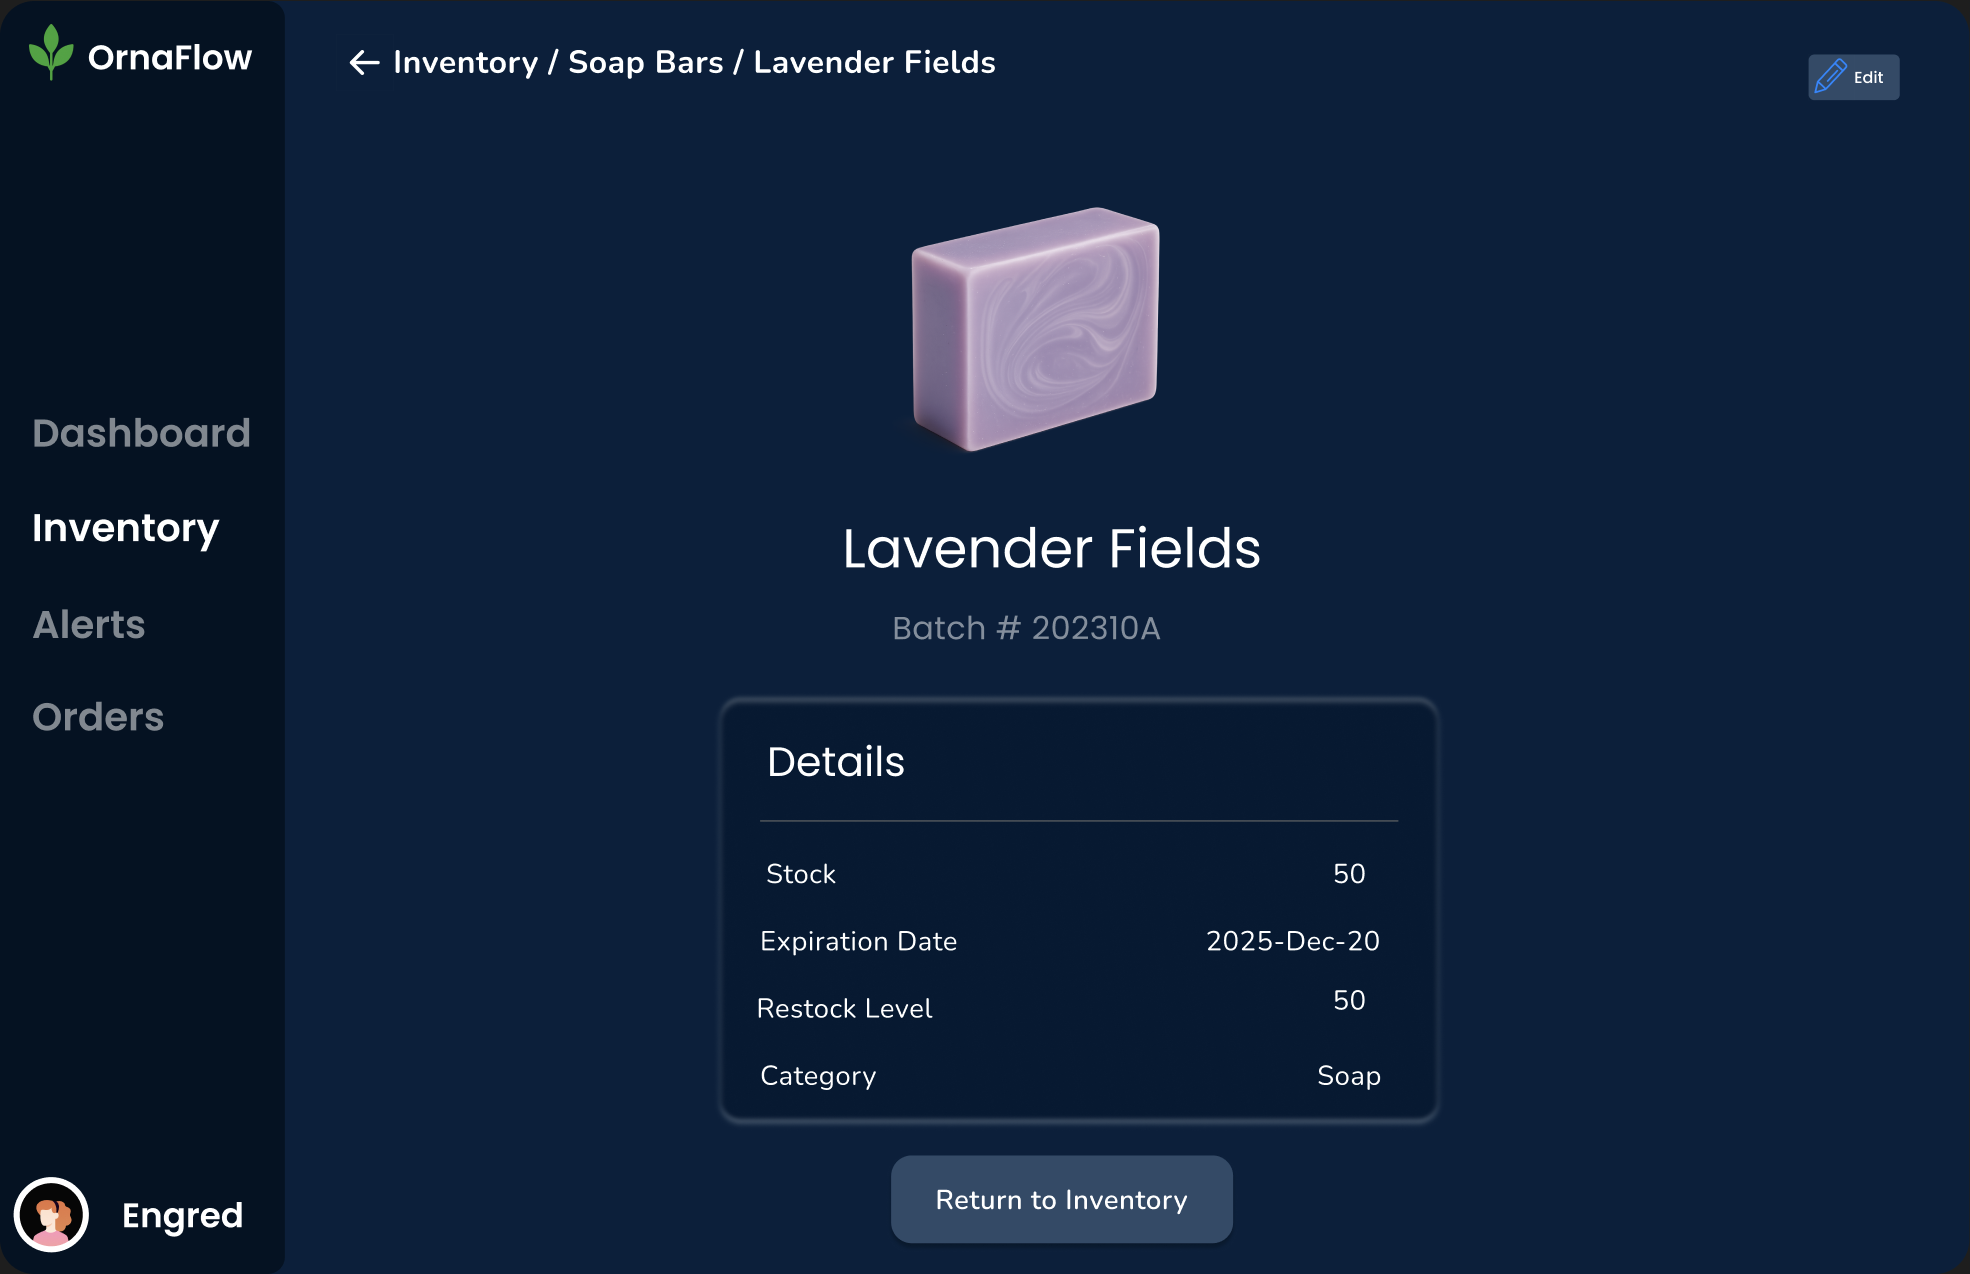 OrnaFlow
Inventory / Soap Bars / Lavender Fields
Edit
Dashboard
Inventory
Alerts
Orders
Engred
Lavender Fields
Batch # 202310A
Details
Stock 50
Expiration Date 2025-Dec-20
Restock Level 50
Category Soap
Return to Inventory